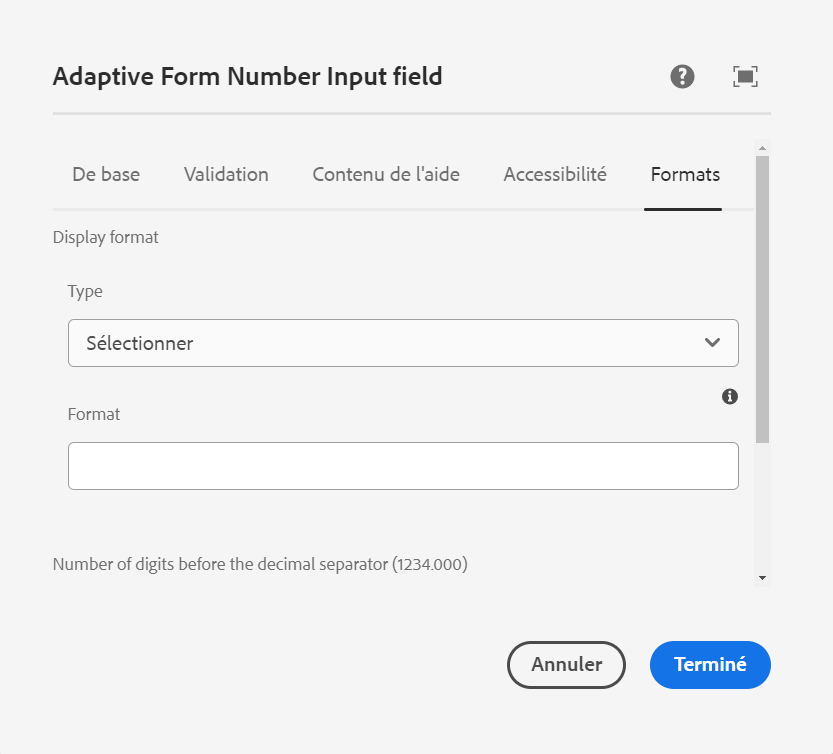 Adaptive Form Number Input field
De base Validation Contenu de l'aide Accessibilité Formats
Display format
Type
Sélectionner
Format
Number of digits before the decimal separator (1234.000)
Annuler Terminé